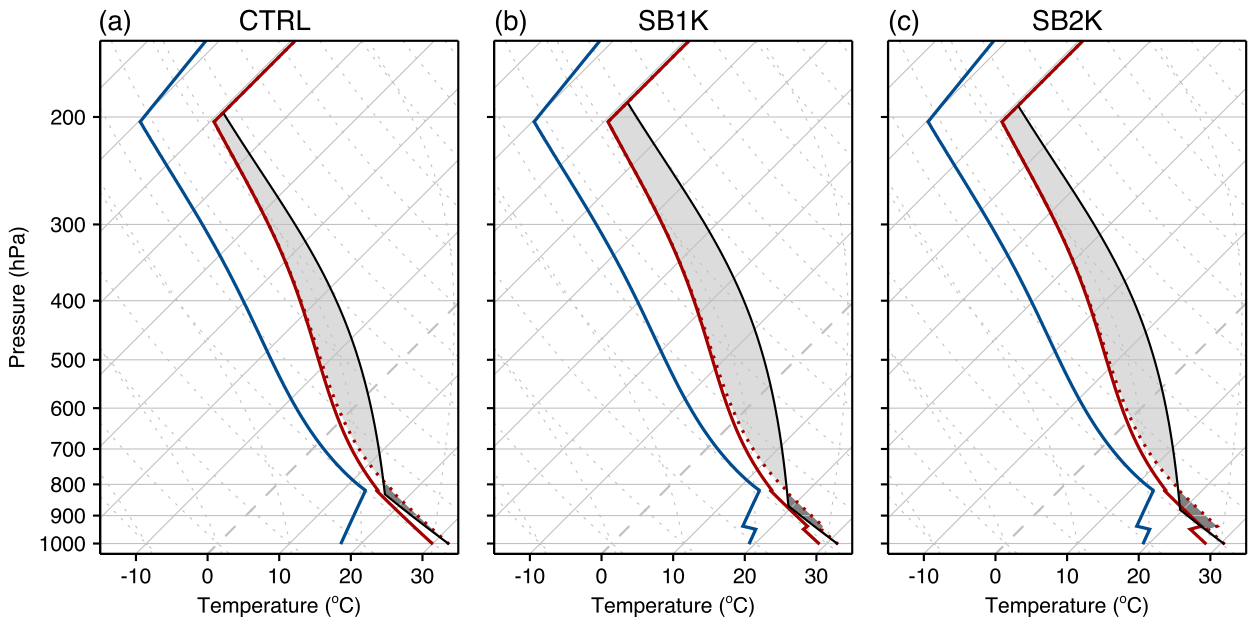 (a) CTRL
(b) SB1K
(c) SB2K
Pressure (hPa)
200
300
400
500
600
700
800
900
1000
-10 0 10 20 30
-10 0 10 20 30
-10 0 10 20 30
Temperature (°C)
Temperature (°C)
Temperature (°C)